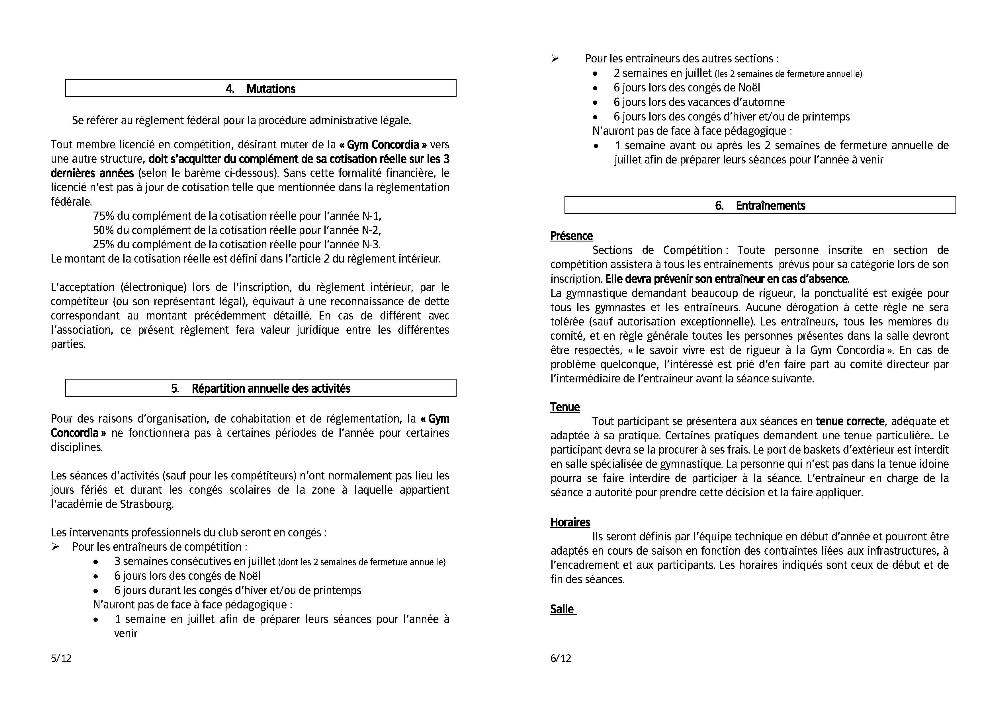 4. Mutations
Se référer au règlement fédéral pour la procédure administrative légale.
Tout membre licencié en compétition, désirant muter de la « Gym Concordia » vers
une autre structure, doit s'acquitter du complément de sa cotisation réelle sur les 3
dernières années (selon le barème ci-dessous). Sans cette formalité financière, le
licencié n'est pas à jour de cotisation telle que mentionnée dans la règlementation
fédérale.
75% du complément de la cotisation réelle pour l'année N-1,
50% du complément de la cotisation réelle pour l'année N-2,
25% du complément de la cotisation réelle pour l'année N-3.
Le montant de la cotisation réelle est défini dans l'article 2 du règlement intérieur.
L'acceptation (électronique) lors de l'inscription, du règlement intérieur, par le
compétiteur (ou son représentant légal), équivaut à une reconnaissance de dette
correspondant au montant précédemment détaillé. En cas de différent avec
l'association, ce présent règlement fera valeur juridique entre les différentes
parties.
5. Répartition annuelle des activités
Pour des raisons d'organisation, de cohabitation et de réglementation, la « Gym
Concordia » ne fonctionnera pas à certaines périodes de l'année pour certaines
disciplines.
Les séances d'activités (sauf pour les compétiteurs) n'ont normalement pas lieu les
jours fériés et durant les congés scolaires de la zone à laquelle appartient
l'académie de Strasbourg.
Les intervenants professionnels du club seront en congés :
➢ Pour les entraîneurs de compétition :
• 3 semaines consécutives en juillet (dont les 2 semaines de fermeture annuelle)
• 6 jours lors des congés de Noël
• 6 jours durant les congés d'hiver et/ou de printemps
N'auront pas de face à face pédagogique :
• 1 semaine en juillet afin de préparer leurs séances pour l'année à
venir
5/12
➢ Pour les entraîneurs des autres sections :
• 2 semaines en juillet (les 2 semaines de fermeture annuelle)
• 6 jours lors des congés de Noël
• 6 jours lors des vacances d'automne
• 6 jours lors des congés d'hiver et/ou de printemps
N'auront pas de face à face pédagogique :
• 1 semaine avant ou après les 2 semaines de fermeture annuelle de
juillet afin de préparer leurs séances pour l'année à venir
6. Entraînements
Présence
Sections de Compétition : Toute personne inscrite en section de
compétition assistera à tous les entraînements prévus pour sa catégorie lors de son
inscription. Elle devra prévenir son entraîneur en cas d'absence.
La gymnastique demandant beaucoup de rigueur, la ponctualité est exigée pour
tous les gymnastes et les entraîneurs. Aucune dérogation à cette règle ne sera
tolérée (sauf autorisation exceptionnelle). Les entraîneurs, tous les membres du
comité, et en règle générale toutes les personnes présentes dans la salle devront
être respectés, « le savoir vivre est de rigueur à la Gym Concordia ». En cas de
problème quelconque, l'intéressé est prié d'en faire part au comité directeur par
l'intermédiaire de l'entraineur avant la séance suivante.
Tenue
Tout participant se présentera aux séances en tenue correcte, adéquate et
adaptée à sa pratique. Certaines pratiques demandent une tenue particulière.. Le
participant devra se la procurer à ses frais. Le port de baskets d'extérieur est interdit
en salle spécialisée de gymnastique. La personne qui n'est pas dans la tenue idoine
pourra se faire interdire de participer à la séance. L'entraîneur en charge de la
séance a autorité pour prendre cette décision et la faire appliquer.
Horaires
Ils seront définis par l'équipe technique en début d'année et pourront être
adaptés en cours de saison en fonction des contraintes liées aux infrastructures, à
l'encadrement et aux participants. Les horaires indiqués sont ceux de début et de
fin des séances.
Salle
6/12